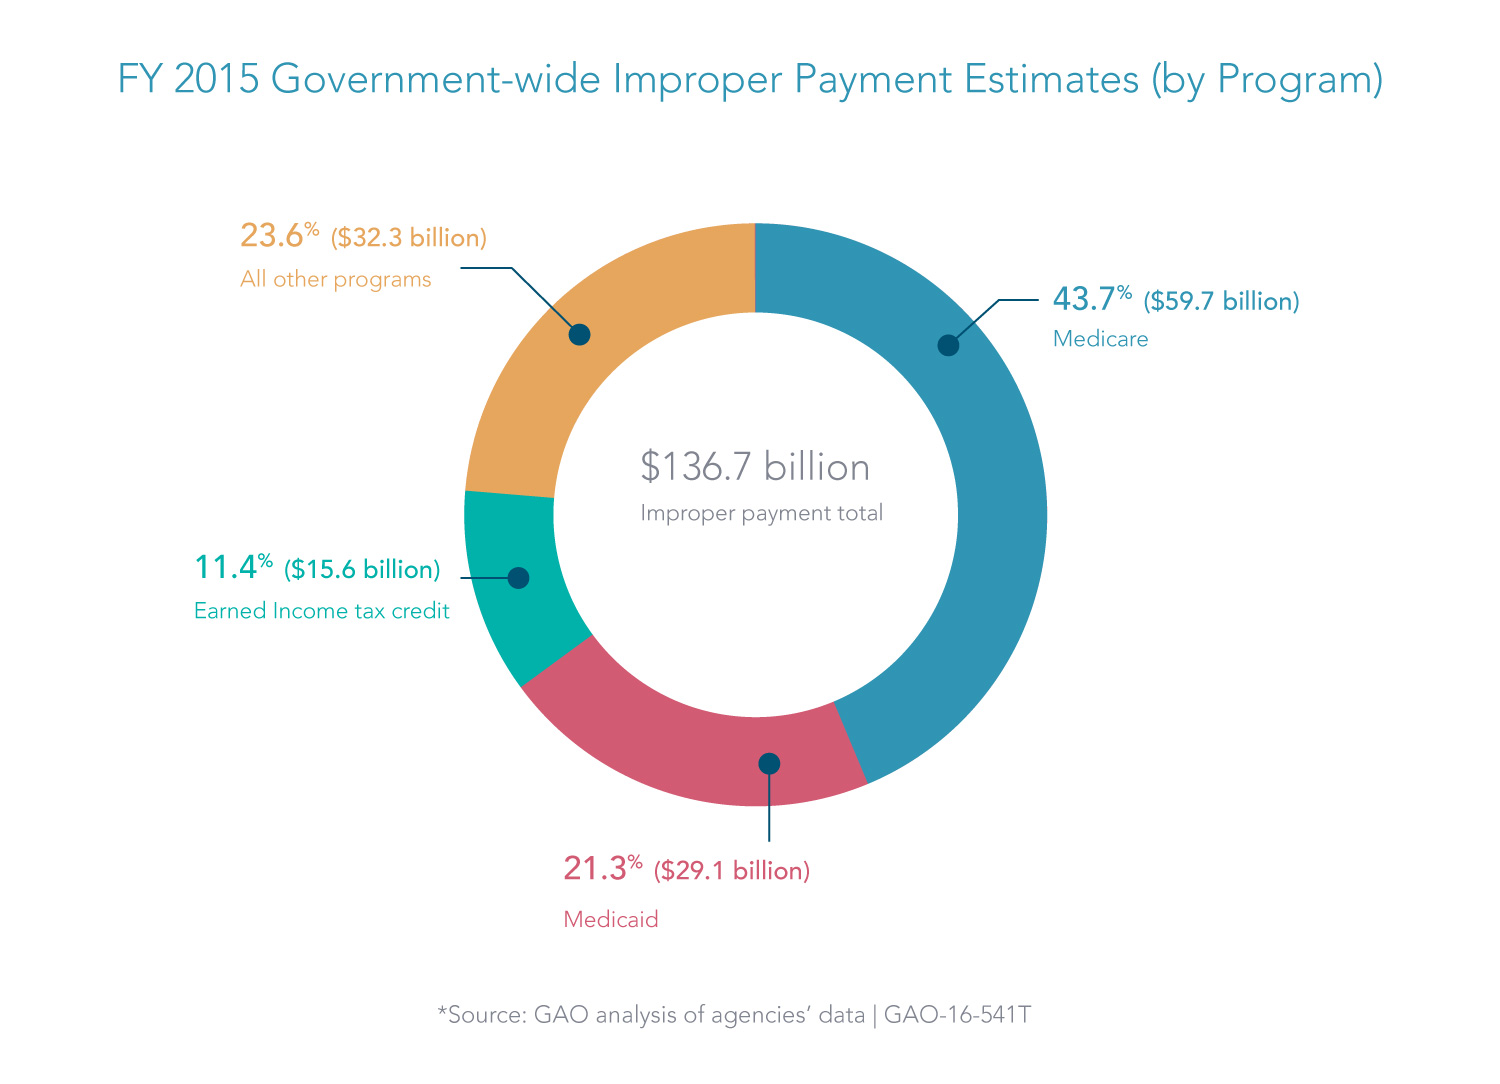 FY 2015 Government-wide Improper Payment Estimates (by Program)
23.6% ($32.3 billion)
All other programs
43.7% ($59.7 billion)
Medicare
$136.7 billion
Improper payment total
11.4% ($15.6 billion)
Earned Income tax credit
21.3% ($29.1 billion)
Medicaid
*Source: GAO analysis of agencies’ data | GAO-16-541T